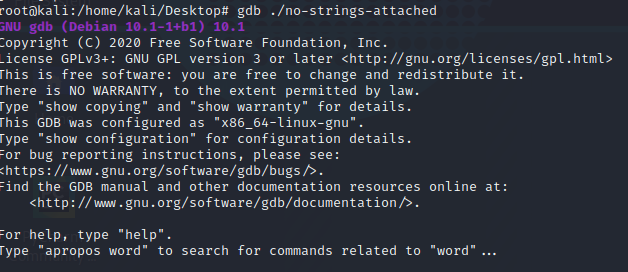 root@kali:/home/kali/Desktop# gdb ./no-strings-attached
GNU gdb (Debian 10.1-1+b1) 10.1
Copyright (C) 2020 Free Software Foundation, Inc.
License GPLv3+: GNU GPL version 3 or later <http://gnu.org/licenses/gpl.html>
This is free software: you are free to change and redistribute it.
There is NO WARRANTY, to the extent permitted by law.
Type "show copying" and "show warranty" for details.
This GDB was configured as "x86_64-linux-gnu".
Type "show configuration" for configuration details.
For bug reporting instructions, please see:
<https://www.gnu.org/software/gdb/bugs/>.
Find the GDB manual and other documentation resources online at:
    <http://www.gnu.org/software/gdb/documentation/>.

For help, type "help".
Type "apropos word" to search for commands related to "word"...